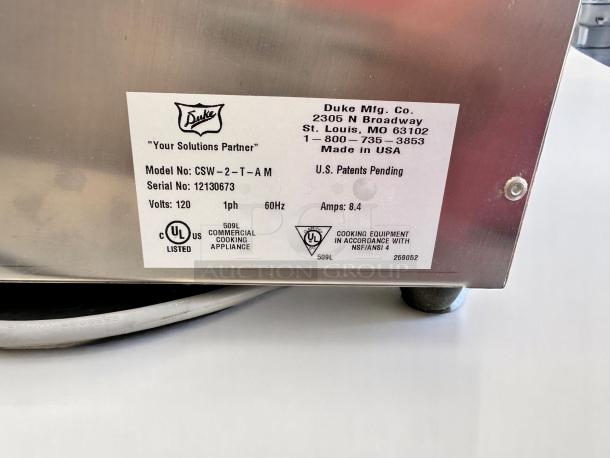 Duke
"Your Solutions Partner"
Duke Mfg. Co.
2305 N Broadway
St. Louis, MO 63102
1-800-735-3853
Made in USA
Model No: CSW-2-T-AM
U.S. Patents Pending
Serial No: 12130673
Volts: 120 1ph 60Hz Amps: 8.4
C UL US
LISTED
509L
COMMERCIAL
COOKING
APPLIANCE
UL
509L
COOKING EQUIPMENT
IN ACCORDANCE WITH
NSF/ANSI 4
259052
PCI
AUCTION GROUP